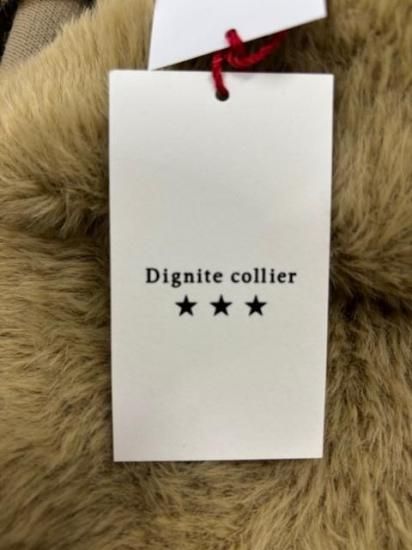 Dignite collier
★ ★ ★